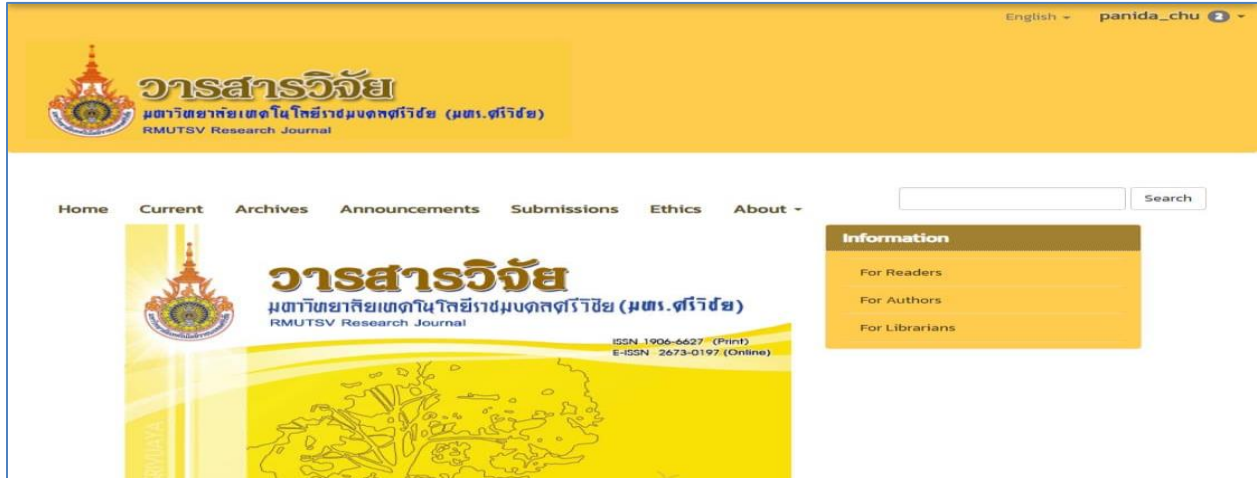 English
panida_chu 2
วารสารวิจัย
มหาวิทยาลัยเทคโนโลยีราชมงคลศรีวิชัย (มทร.ศรีวิชัย)
RMUTSV Research Journal
Home Current Archives Announcements Submissions Ethics About
Search
Information
For Readers
For Authors
For Librarians
วารสารวิจัย
มหาวิทยาลัยเทคโนโลยีราชมงคลศรีวิชัย (มทร.ศรีวิชัย)
RMUTSV Research Journal
ISSN 1906-6627 (Print)
E-ISSN 2673-0197 (Online)